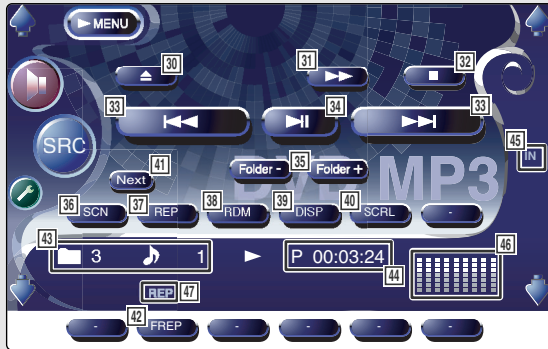 ►MENU
30 31 32
33 34 33
SRC
45
IN
41 Next
Folder - 35 Folder +
DVD MP3
36 37 38 39 40
SCN REP RDM DISP SCRL -
43 3 1 ► P 00:03:24 44 46
REP 47
42
- FREP - - - -